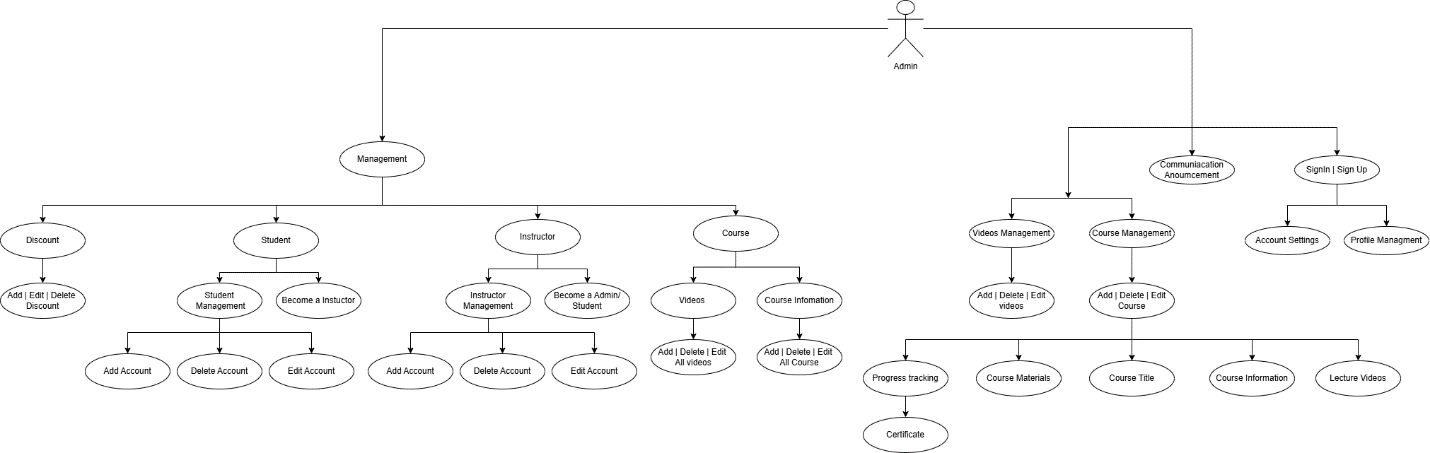 Admin
Management
Communiacation
Anoumcement
SignIn | Sign Up
Discount
Student
Instructor
Course
Videos Management
Course Management
Account Settings
Profile Managment
Add | Edit | Delete
Discount
Student
Management
Become a Instuctor
Instructor
Management
Become a Admin/
Student
Videos
Course Infomation
Add | Delete | Edit
videos
Add | Delete | Edit
Course
Add Account
Delete Account
Edit Account
Add Account
Delete Account
Edit Account
Add | Delete | Edit
All videos
Add | Delete | Edit
All Course
Progress tracking
Course Materials
Course Title
Course Information
Lecture Videos
Certificate